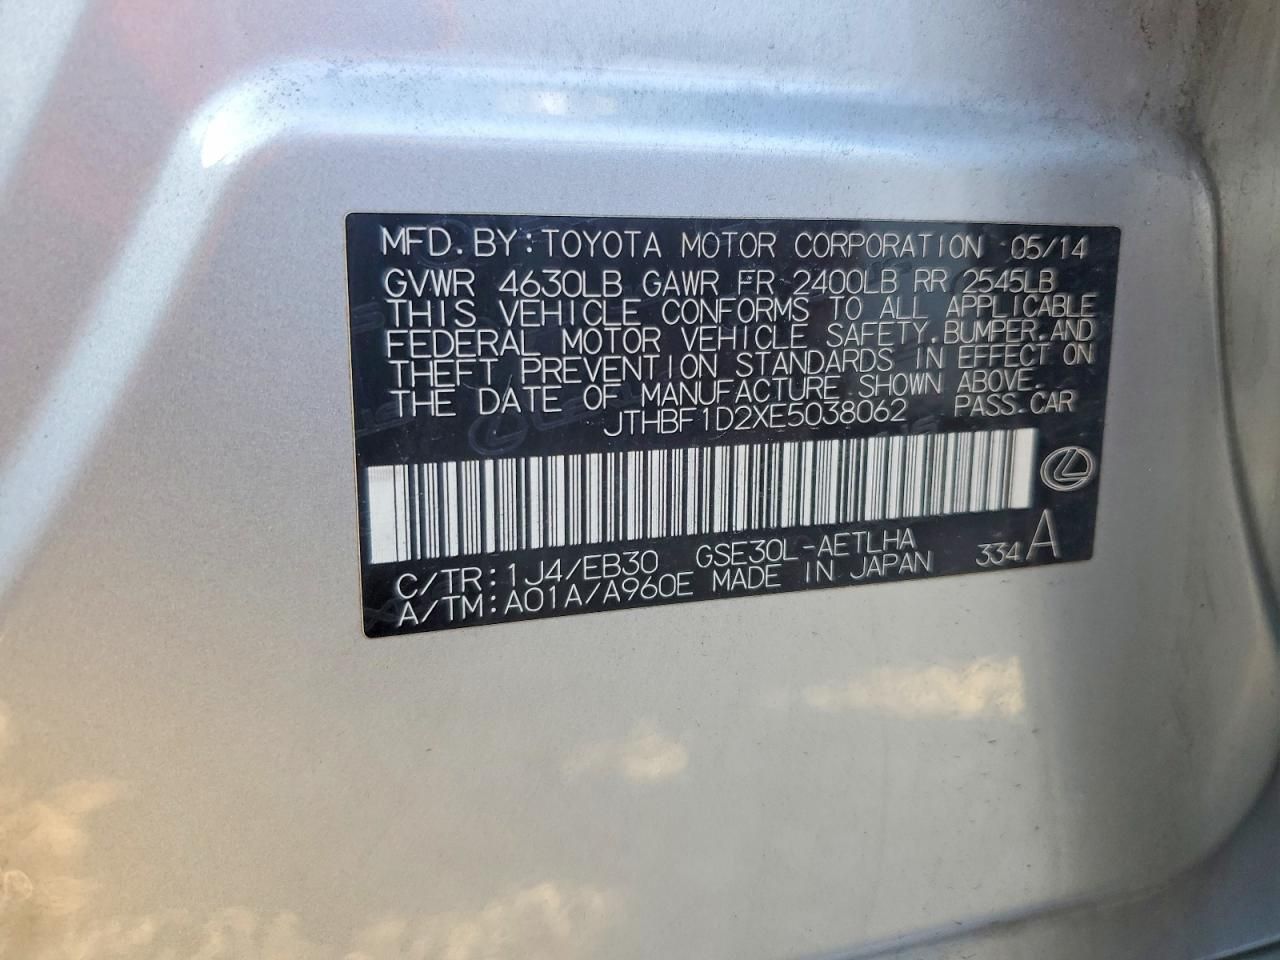 MFD. BY: TOYOTA MOTOR CORPORATION 05/14
GVWR 4630LB GAWR FR 2400LB RR 2545LB
THIS VEHICLE CONFORMS TO ALL APPLICABLE
FEDERAL MOTOR VEHICLE SAFETY, BUMPER, AND
THEFT PREVENTION STANDARDS IN EFFECT ON
THE DATE OF MANUFACTURE SHOWN ABOVE.
JTHBF1D2XE5038062 PASS. CAR
C/TR: 1J4/EB30 GSE30L-AETLHA 334 A
A/TM: A01A/A960E MADE IN JAPAN